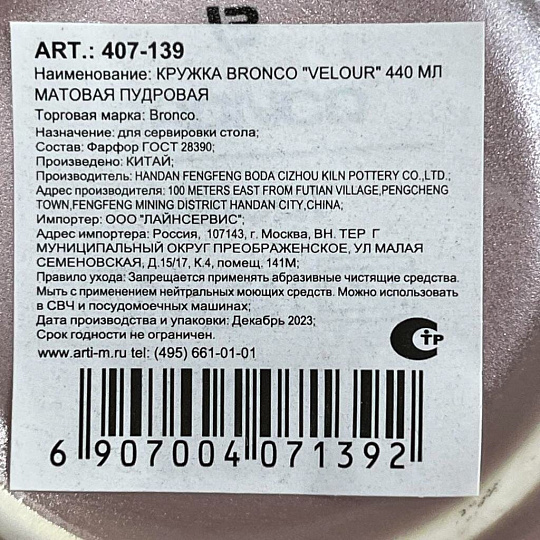 ART.: 407-139
Наименование: КРУЖКА BRONCO "VELOUR" 440 МЛ
МАТОВАЯ ПУДРОВАЯ
Торговая марка: Bronco.
Назначение: для сервировки стола;
Состав: Фарфор ГОСТ 28390;
Произведено: КИТАЙ;
Производитель: HANDAN FENGFENG BODA CIZHOU KILN POTTERY CO.,LTD.;
Адрес производителя: 100 METERS EAST FROM FUTIAN VILLAGE,PENGCHENG
TOWN,FENGFENG MINING DISTRICT HANDAN CITY,CHINA;
Импортер: ООО "ЛАЙНСЕРВИС";
Адрес импортера: Россия, 107143, г. Москва, ВН. ТЕР Г
МУНИЦИПАЛЬНЫЙ ОКРУГ ПРЕОБРАЖЕНСКОЕ, УЛ МАЛАЯ
СЕМЕНОВСКАЯ, Д.15/17, К.4, помещ. 141М;
Правило ухода: Запрещается применять абразивные чистящие средства.
Мыть с применением нейтральных моющих средств. Можно использовать
в СВЧ и посудомоечных машинах;
Дата производства и упаковки: Декабрь 2023;
Срок годности не ограничен.
www.arti-m.ru tel: (495) 661-01-01
СТР
6 907004 071392